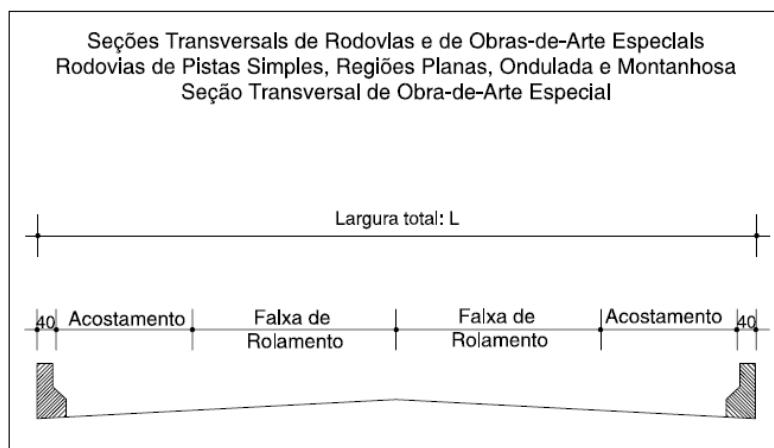 Seções Transversals de Rodovlas e de Obras-de-Arte Especlals
Rodovias de Pistas Simples, Regiões Planas, Ondulada e Montanhosa
Seção Transversal de Obra-de-Arte Especial
Largura total: L
40 Acostamento Falxa de Rolamento Falxa de Rolamento Acostamento 40